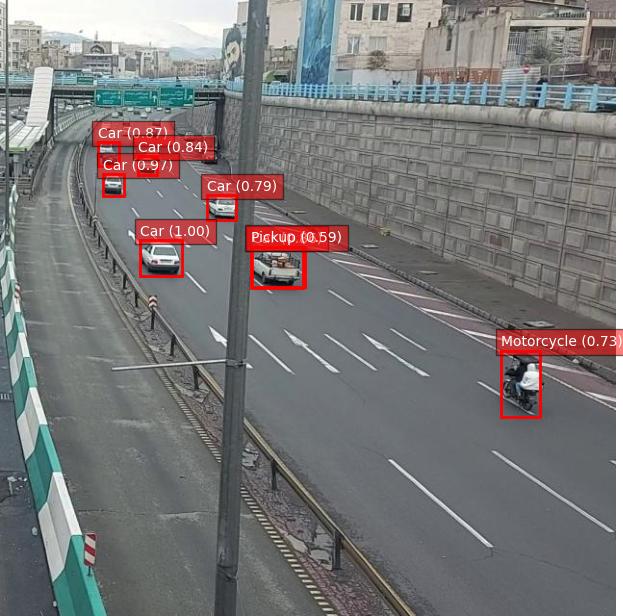 Car (0.87)
Car (0.84)
Car (0.97)
Car (0.79)
Car (1.00)
Pickup (0.59)
Motorcycle (0.73)